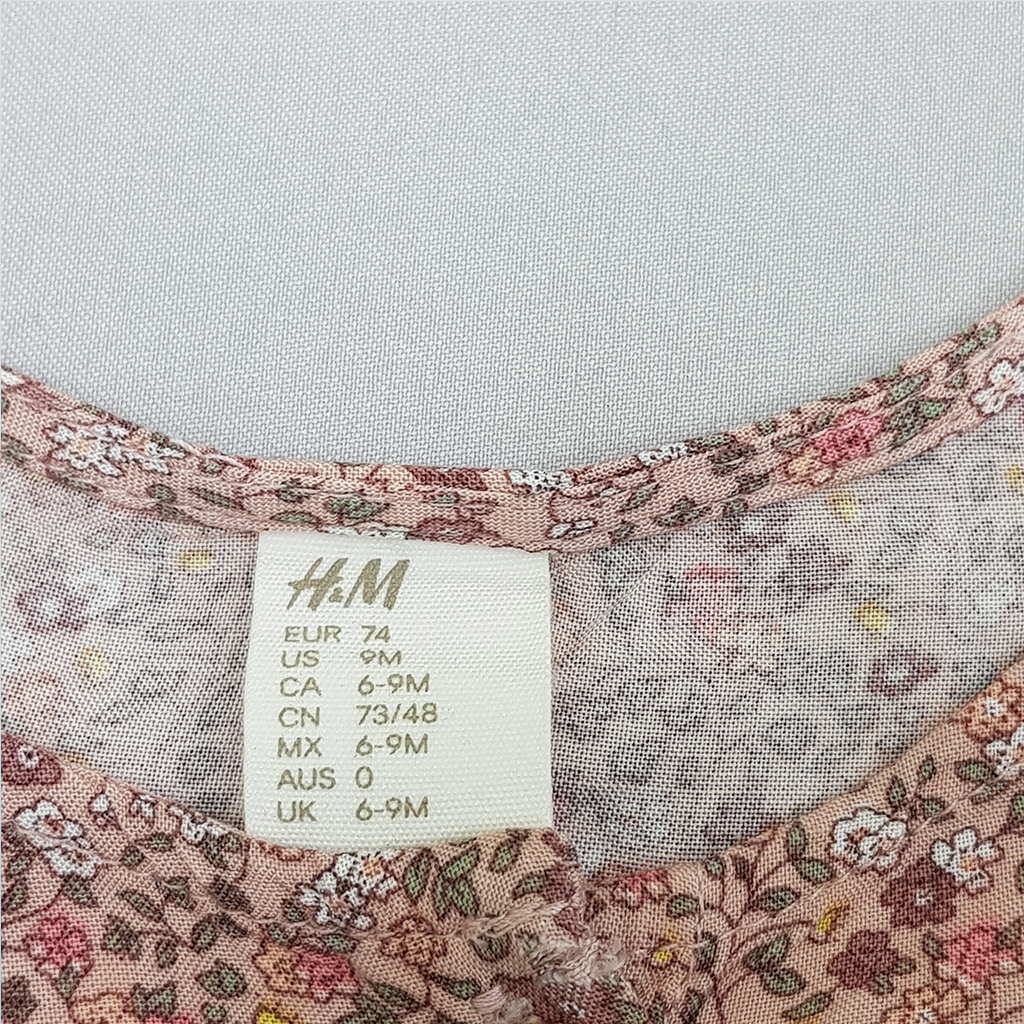 H&M
EUR 74
US 9M
CA 6-9M
CN 73/48
MX 6-9M
AUS 0
UK 6-9M